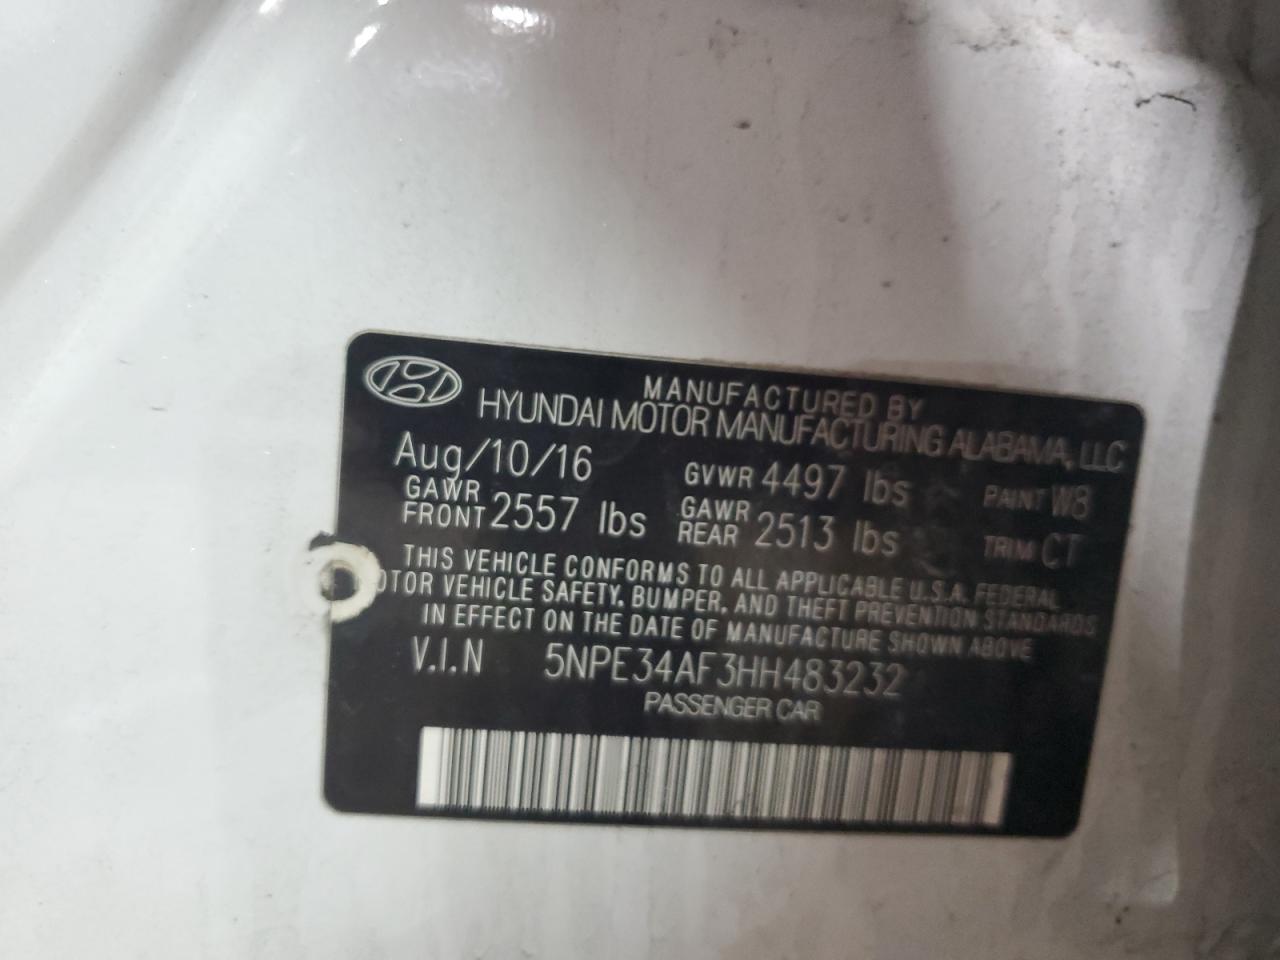 MANUFACTURED BY
HYUNDAI MOTOR MANUFACTURING ALABAMA, LLC
Aug/10/16 GVWR 4497 lbs PAINT W8
GAWR FRONT 2557 lbs GAWR REAR 2513 lbs TRIM CT
THIS VEHICLE CONFORMS TO ALL APPLICABLE U.S.A. FEDERAL
OTOR VEHICLE SAFETY, BUMPER, AND THEFT PREVENTION STANDARDS
IN EFFECT ON THE DATE OF MANUFACTURE SHOWN ABOVE.
V.I.N 5NPE34AF3HH483232
PASSENGER CAR